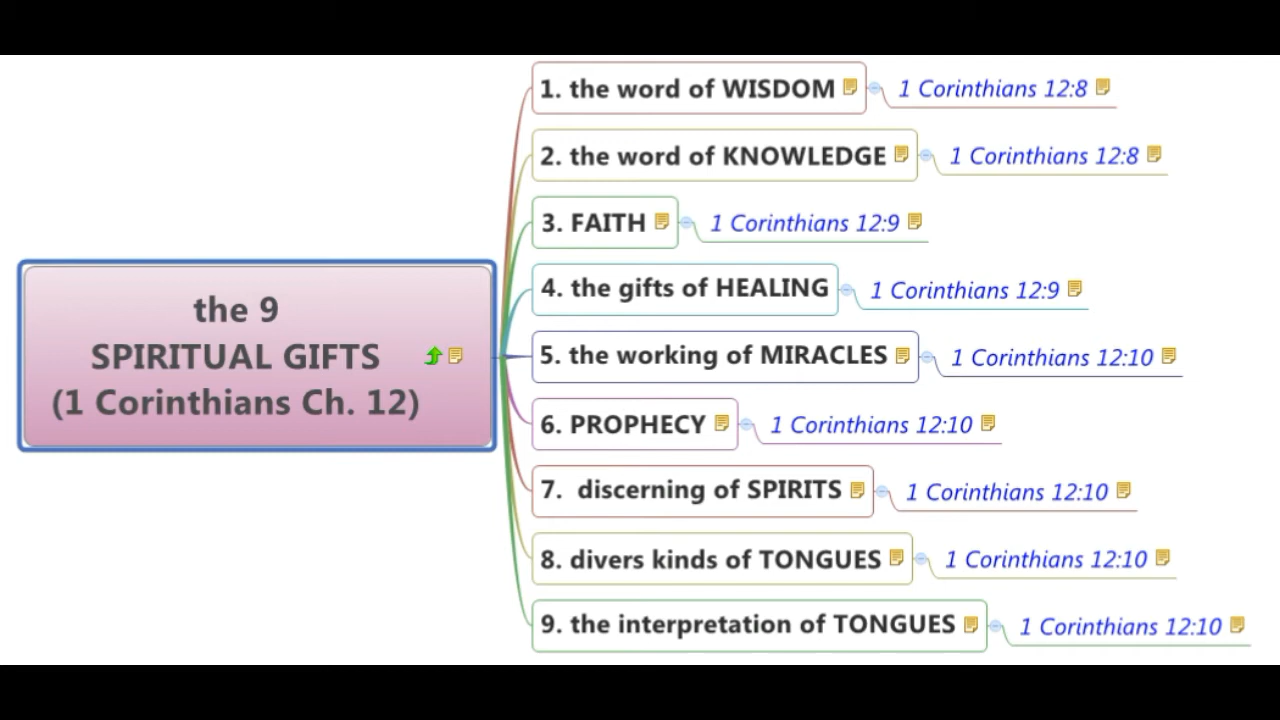 the 9
SPIRITUAL GIFTS
(1 Corinthians Ch. 12)
1. the word of WISDOM 1 Corinthians 12:8
2. the word of KNOWLEDGE 1 Corinthians 12:8
3. FAITH 1 Corinthians 12:9
4. the gifts of HEALING 1 Corinthians 12:9
5. the working of MIRACLES 1 Corinthians 12:10
6. PROPHECY 1 Corinthians 12:10
7. discerning of SPIRITS 1 Corinthians 12:10
8. divers kinds of TONGUES 1 Corinthians 12:10
9. the interpretation of TONGUES 1 Corinthians 12:10